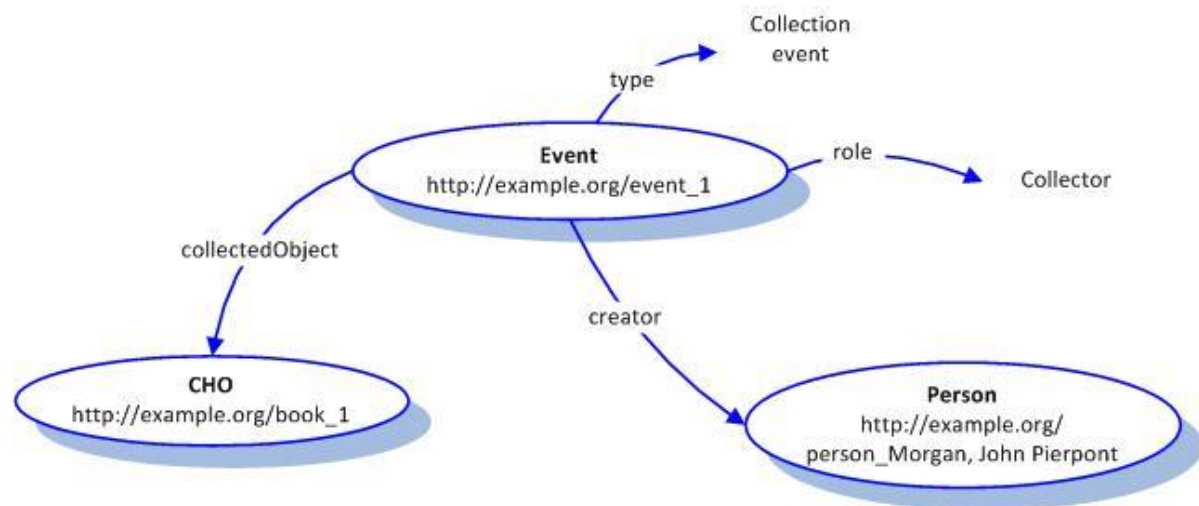 Collection
event
type
Event
http://example.org/event_1
role
Collector
collectedObject
creator
CHO
http://example.org/book_1
Person
http://example.org/
person_Morgan, John Pierpont